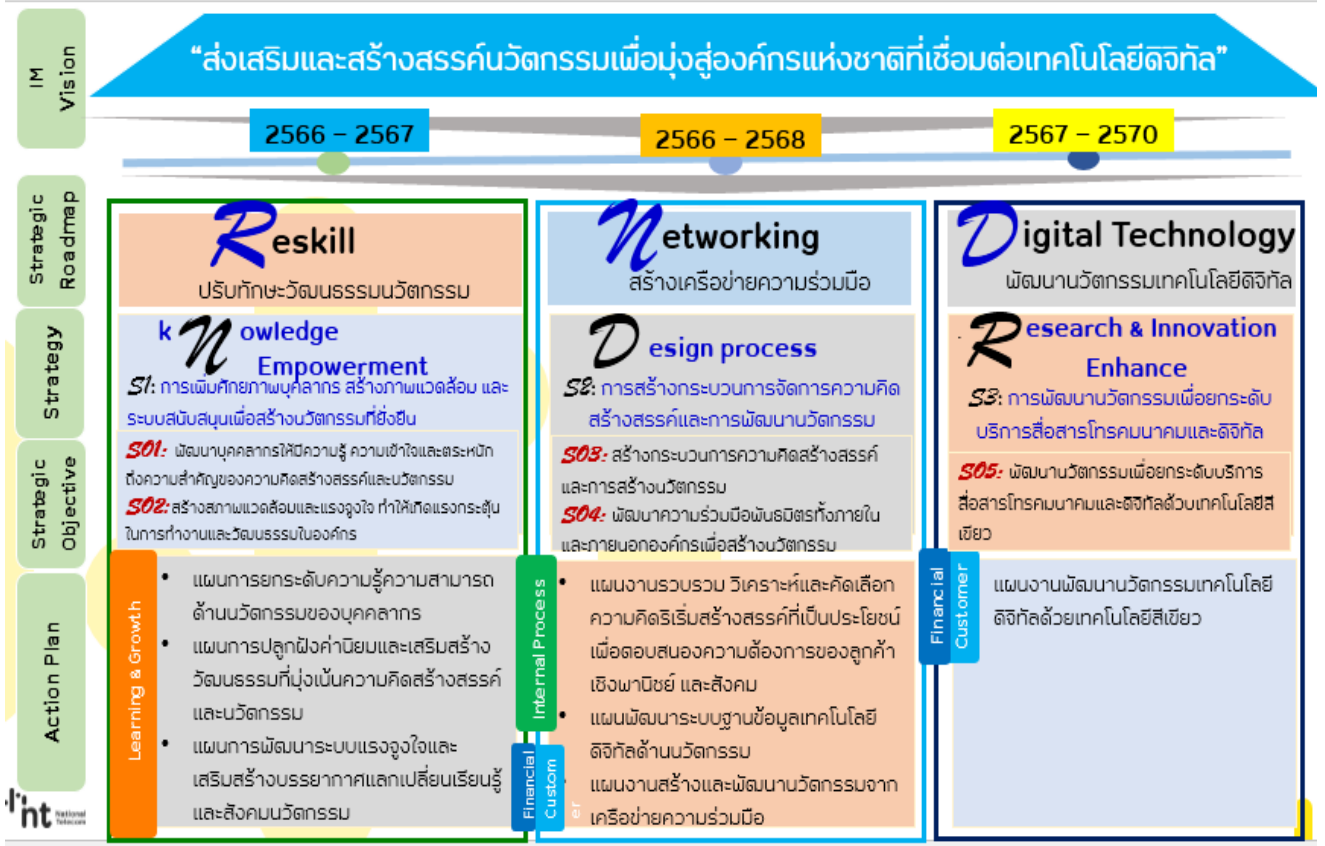 IM
Vision
“ส่งเสริมและสร้างสรรค์นวัตกรรมเพื่อมุ่งสู่องค์กรแห่งชาติที่เชื่อมต่อเทคโนโลยีดิจิทัล”
2566 – 2567
2566 – 2568
2567 – 2570
Strategic
Roadmap
Reskill
ปรับทักษะวัฒนธรรมนวัตกรรม
Networking
สร้างเครือข่ายความร่วมมือ
Digital Technology
พัฒนานวัตกรรมเทคโนโลยีดิจิทัล
Strategy
kNowledge
Empowerment
S1: การเพิ่มศักยภาพบุคลากร สร้างภาพแวดล้อม และ
ระบบสนับสนุนเพื่อสร้างนวัตกรรมที่ยั่งยืน
Design process
S2: การสร้างกระบวนการจัดการความคิด
สร้างสรรค์และการพัฒนานวัตกรรม
Research & Innovation
Enhance
S3: การพัฒนานวัตกรรมเพื่อยกระดับ
บริการสื่อสารโทรคมนาคมและดิจิทัล
Strategic
Objective
SO1: พัฒนาบุคลากรให้มีความรู้ ความเข้าใจและตระหนัก
ถึงความสำคัญของความคิดสร้างสรรค์และนวัตกรรม
SO2: สร้างสภาพแวดล้อมและแรงจูงใจ ทำให้เกิดแรงกระตุ้น
ในการทำงานและวัฒนธรรมในองค์กร
SO3: สร้างกระบวนการความคิดสร้างสรรค์
และการสร้างนวัตกรรม
SO4: พัฒนาความร่วมมือพันธมิตรทั้งภายใน
และภายนอกองค์กรเพื่อสร้างนวัตกรรม
SO5: พัฒนานวัตกรรมเพื่อยกระดับบริการ
สื่อสารโทรคมนาคมและดิจิทัลด้วยเทคโนโลยีสี
เขียว
Action Plan
Learning & Growth
• แผนการยกระดับความรู้ความสามารถ
ด้านนวัตกรรมของบุคลากร
• แผนการปลูกฝังค่านิยมและเสริมสร้าง
วัฒนธรรมที่มุ่งเน้นความคิดสร้างสรรค์
และนวัตกรรม
• แผนการพัฒนาระบบแรงจูงใจและ
เสริมสร้างบรรยากาศแลกเปลี่ยนเรียนรู้
และสังคมนวัตกรรม
Internal Process
Financial
Custom
er
• แผนงานรวบรวม วิเคราะห์และคัดเลือก
ความคิดริเริ่มสร้างสรรค์ที่เป็นประโยชน์
เพื่อตอบสนองความต้องการของลูกค้า
เชิงพานิชย์ และสังคม
• แผนพัฒนาระบบฐานข้อมูลเทคโนโลยี
ดิจิทัลด้านนวัตกรรม
• แผนงานสร้างและพัฒนานวัตกรรมจาก
เครือข่ายความร่วมมือ
Financial
Customer
แผนงานพัฒนานวัตกรรมเทคโนโลยี
ดิจิทัลด้วยเทคโนโลยีสีเขียว
nt National
Telecom